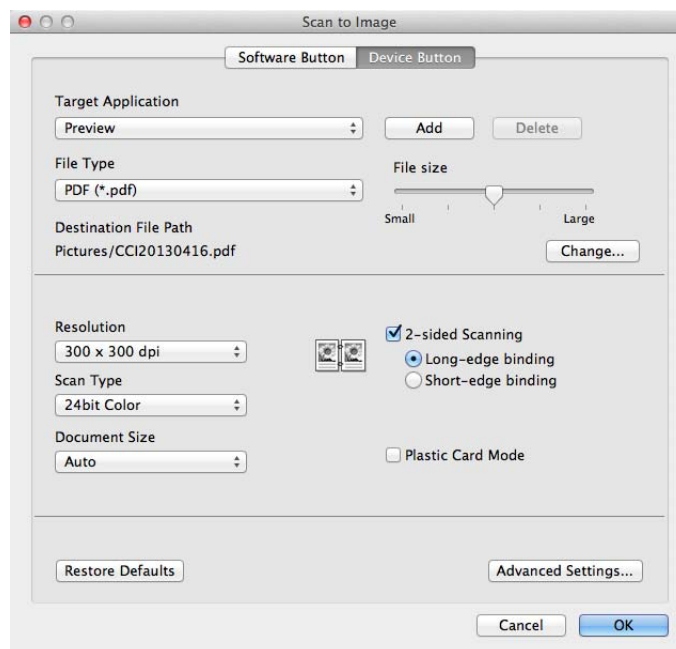 Scan to Image
Software Button Device Button
Target Application
Preview Add Delete
File Type File size
PDF (*.pdf)
Small Large
Destination File Path
Pictures/CCI20130416.pdf Change...
Resolution
300 x 300 dpi
2-sided Scanning
Long-edge binding
Short-edge binding
Scan Type
24bit Color
Document Size
Auto
Plastic Card Mode
Restore Defaults Advanced Settings...
Cancel OK